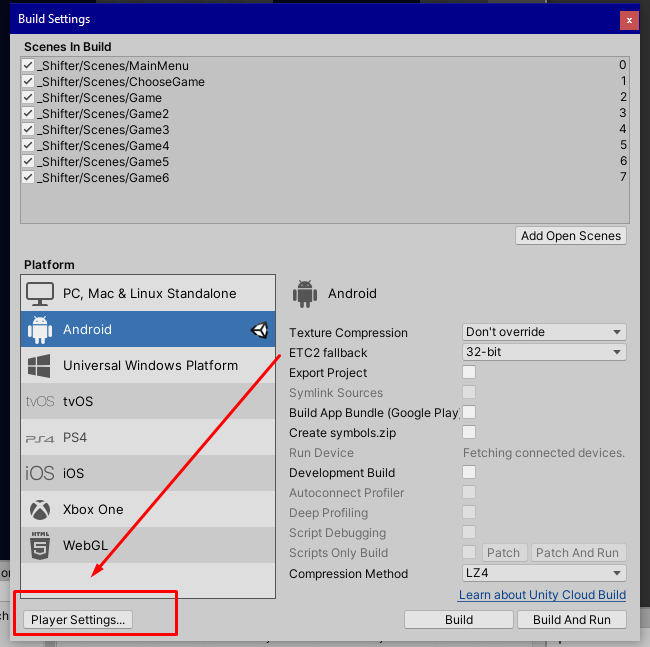 Build Settings
x
Scenes In Build
_Shifter/Scenes/MainMenu 0
_Shifter/Scenes/ChooseGame 1
_Shifter/Scenes/Game 2
_Shifter/Scenes/Game2 3
_Shifter/Scenes/Game3 4
_Shifter/Scenes/Game4 5
_Shifter/Scenes/Game5 6
_Shifter/Scenes/Game6 7
Add Open Scenes
Platform
PC, Mac & Linux Standalone
Android
Universal Windows Platform
tvOS tvOS
PS4 PS4
iOS iOS
Xbox One
HTML 5 WebGL
Android
Texture Compression Don't override
ETC2 fallback 32-bit
Export Project
Symlink Sources
Build App Bundle (Google Play)
Create symbols.zip
Run Device Fetching connected devices.
Development Build
Autoconnect Profiler
Deep Profiling
Script Debugging
Scripts Only Build Patch Patch And Run
Compression Method LZ4
Learn about Unity Cloud Build
Player Settings... Build Build And Run